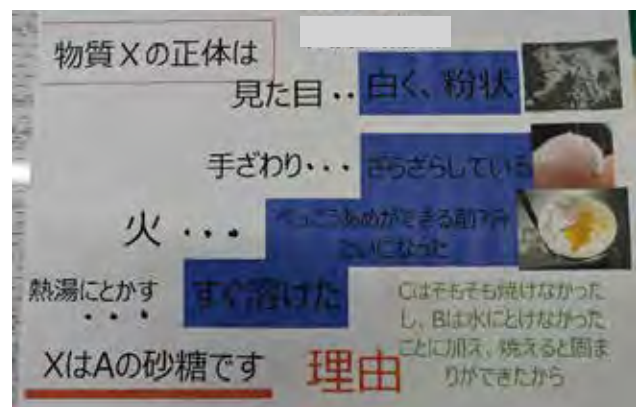 物質Xの正体は
見た目‥白く、粉状
手ざわり・・・ざらざらしている
火・・・べっこうあめができる前?み
たいになった
熱湯にとかす
・・・すぐ溶けた
XはAの砂糖です
理由
Cはそもそも焼けなかった
し、Bは水にとけなかった
ことに加え、焼えると固ま
りができたから